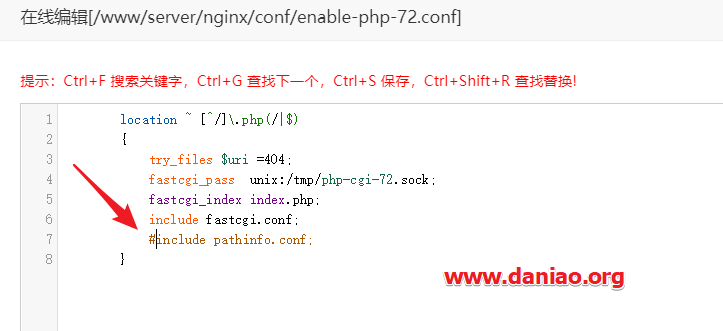 在线编辑[/www/server/nginx/conf/enable-php-72.conf]
提示：Ctrl+F 搜索关键字，Ctrl+G 查找下一个，Ctrl+S 保存，Ctrl+Shift+R 查找替换!
1 location ~ [^/]\.php(/|$)
2 {
3 try_files $uri =404;
4 fastcgi_pass unix:/tmp/php-cgi-72.sock;
5 fastcgi_index index.php;
6 include fastcgi.conf;
7 #include pathinfo.conf;
8 }
www.daniao.org